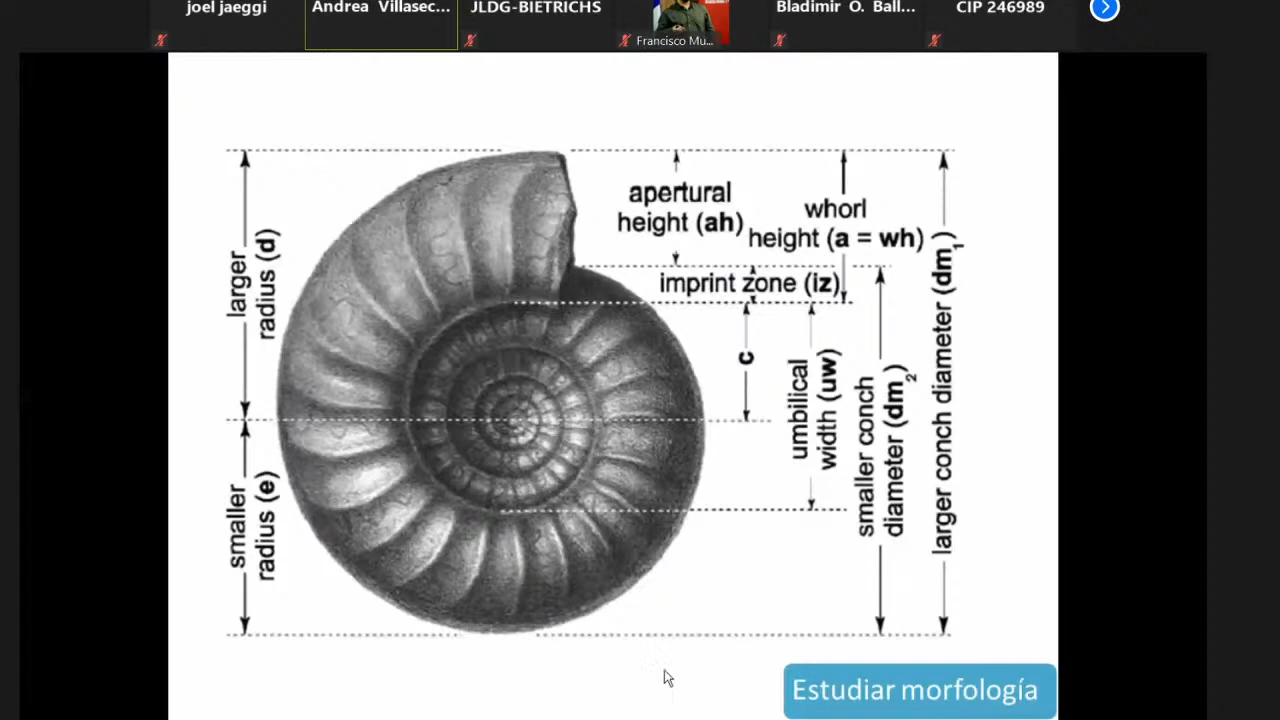 joel jaeggi
Andrea Villasec...
JLDG-BIETRICHS
Francisco Mu...
Bladimir O. Ball...
CIP 246989
larger
radius (d)
smaller
radius (e)
apertural
height (ah)
whorl
height (a = wh)
imprint zone (iz)
c
umbilical
width (uw)
smaller conch
diameter (dm2)
larger conch diameter (dm1)
Estudiar morfología